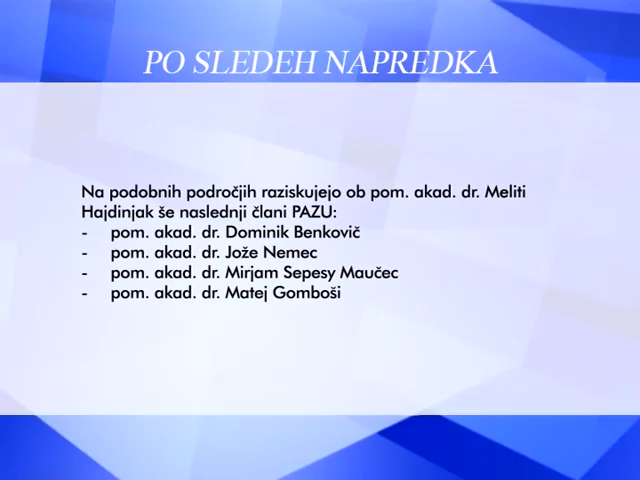 PO SLEDEH NAPREDKA
Na podobnih področjih raziskujejo ob pom. akad. dr. Meliti
Hajdinjak še naslednji člani PAZU:
- pom. akad. dr. Dominik Benkovič
- pom. akad. dr. Jože Nemec
- pom. akad. dr. Mirjam Sepesy Maučec
- pom. akad. dr. Matej Gomboši